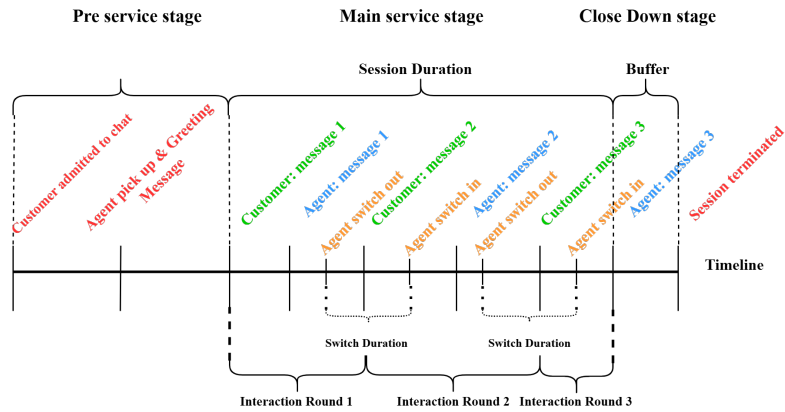 Pre service stage
Main service stage
Close Down stage
Session Duration
Buffer
Customer admitted to chat
Agent pick up & Greeting
Message
Customer: message 1
Agent: message 1
Agent switch out
Customer: message 2
Agent switch in
Agent: message 2
Agent switch out
Customer: message 3
Agent switch in
Agent: message 3
Session terminated
Timeline
Switch Duration
Switch Duration
Interaction Round 1
Interaction Round 2
Interaction Round 3